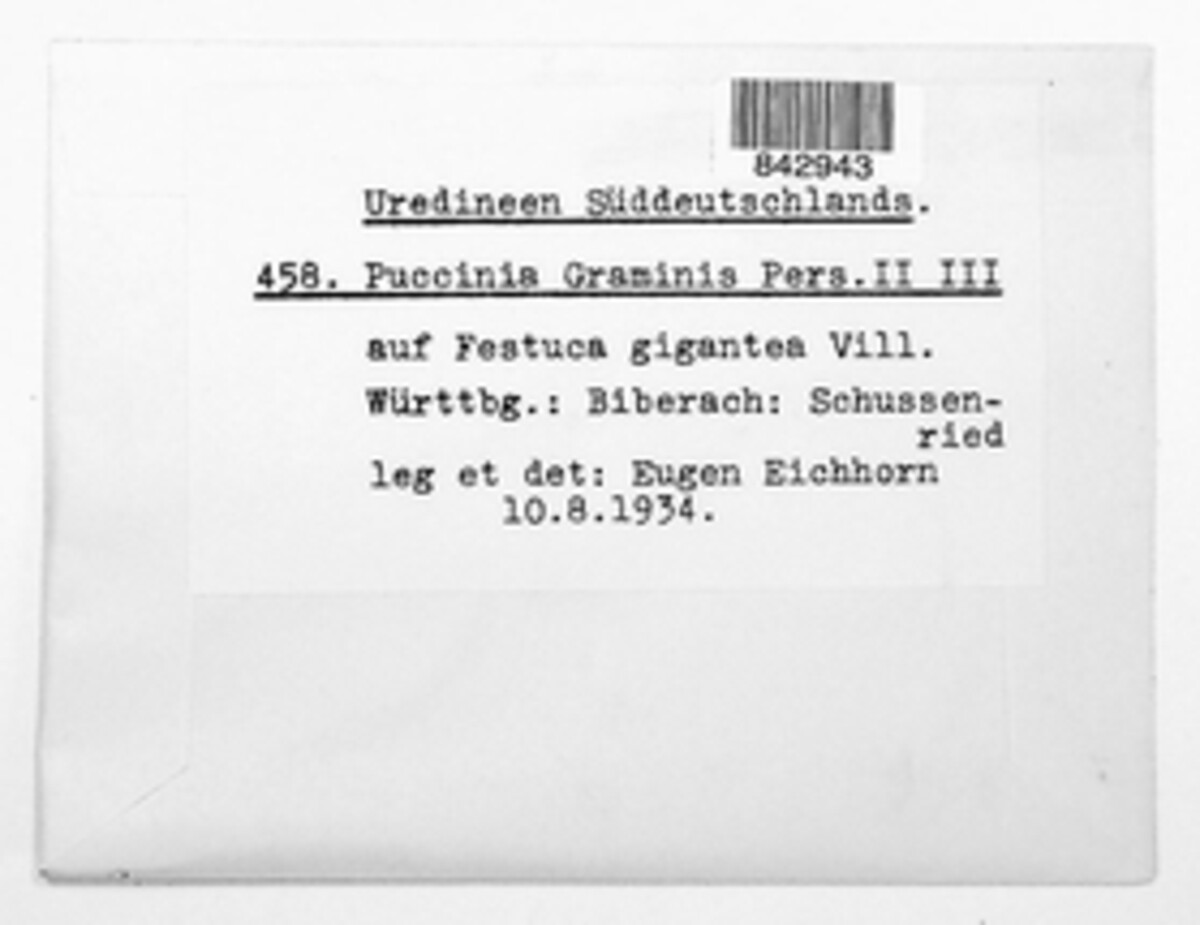 842943
Uredineen Süddeutschlands.
458. Puccinia Graminis Pers.II III
auf Festuca gigantea Vill.
Württbg.: Biberach: Schussen-
ried
leg et det: Eugen Eichhorn
10.8.1934.